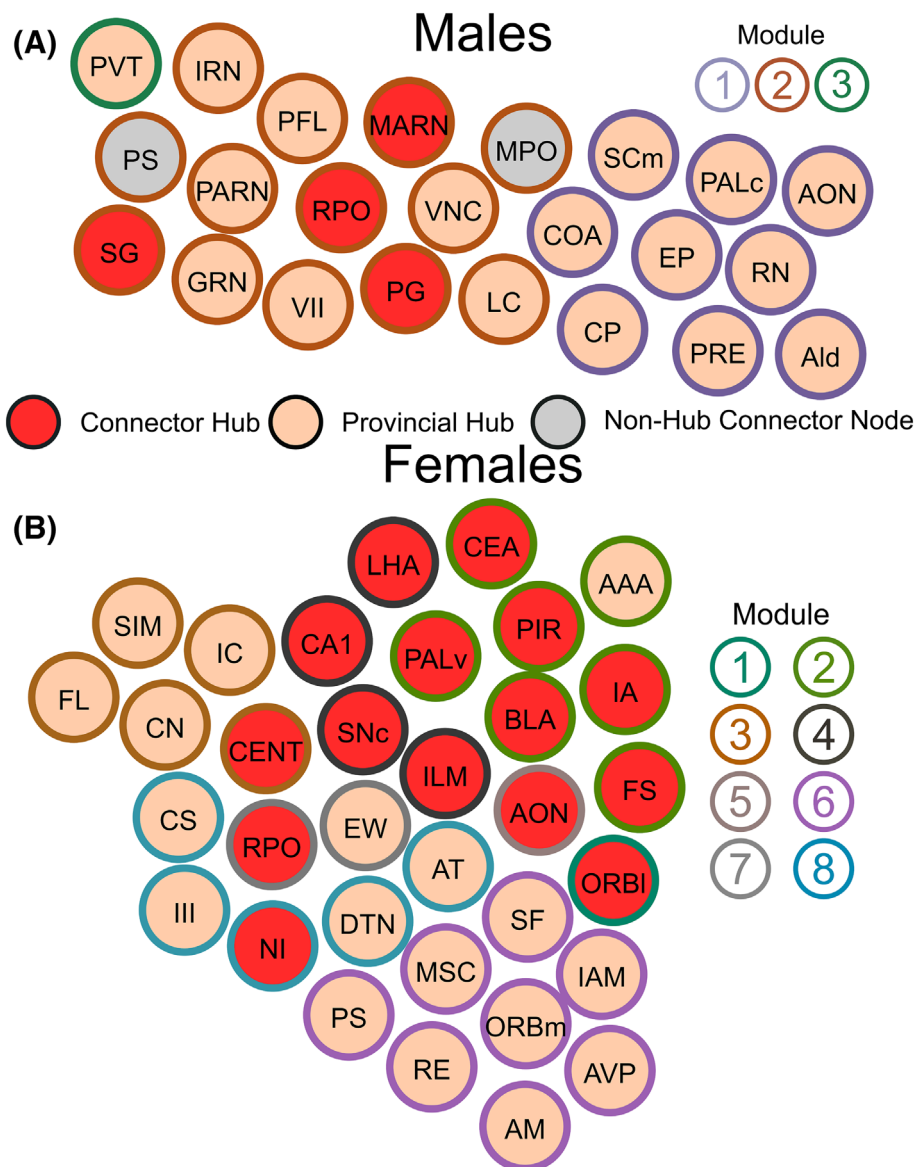 (A)
Males
Module
1 2 3
PVT
IRN
PFL
MARN
PS
MPO
SCm
PALc
AON
PARN
RPO
VNC
COA
SG
EP
RN
GRN
VII
PG
LC
CP
PRE
Ald
Connector Hub
Provincial Hub
Non-Hub Connector Node
Females
(B)
LHA
CEA
AAA
SIM
IC
CA1
PALv
PIR
Module
1 2
3 4
5 6
7 8
FL
CN
CENT
SNc
BLA
IA
ILM
FS
CS
RPO
EW
AON
AT
ORBl
III
NI
DTN
SF
MSC
IAM
PS
ORBm
RE
AVP
AM